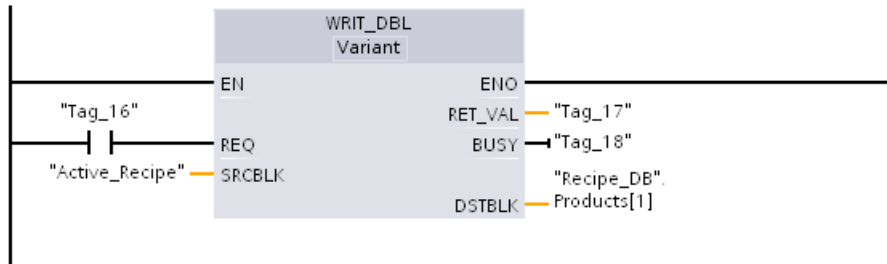 WRIT_DBL
Variant
EN
ENO
"Tag_16"
RET_VAL
"Tag_17"
REQ
BUSY
"Tag_18"
"Active_Recipe"
SRCBLK
"Recipe_DB".
DSTBLK
Products[1]